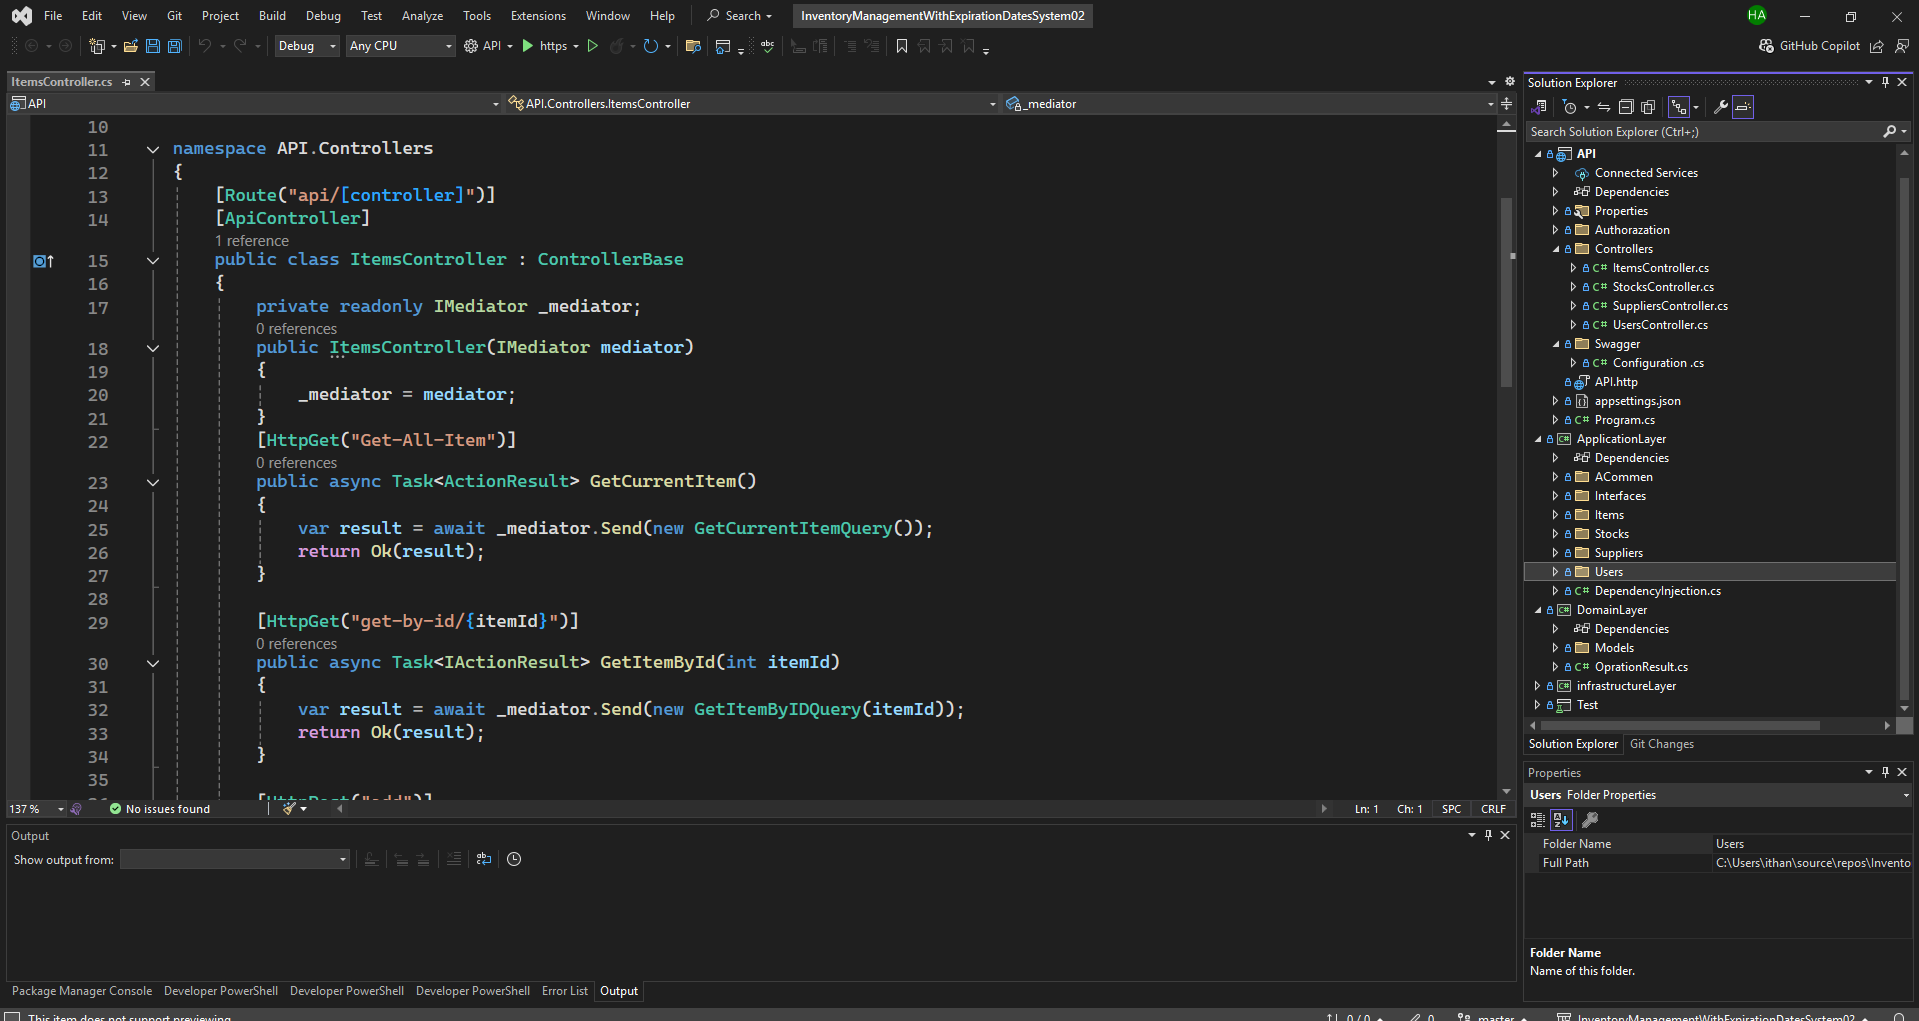 File Edit View Git Project Build Debug Test Analyze Tools Extensions Window Help Search InventoryManagementWithExpirationDatesSystem02 HA
Debug Any CPU API https GitHub Copilot
ItemsController.cs
API API.Controllers.ItemsController _mediator
10
11 namespace API.Controllers
12 {
13 [Route("api/[controller]")]
14 [ApiController]
1 reference
15 public class ItemsController : ControllerBase
16 {
17 private readonly IMediator _mediator;
0 references
18 public ItemsController(IMediator mediator)
19 {
20 _mediator = mediator;
21 }
22 [HttpGet("Get-All-Item")]
0 references
23 public async Task<ActionResult> GetCurrentItem()
24 {
25 var result = await _mediator.Send(new GetCurrentItemQuery());
26 return Ok(result);
27 }
28
29 [HttpGet("get-by-id/{itemId}")]
0 references
30 public async Task<IActionResult> GetItemById(int itemId)
31 {
32 var result = await _mediator.Send(new GetItemByIDQuery(itemId));
33 return Ok(result);
34 }
35
[HttpPost("add")]
137 % No issues found Ln: 1 Ch: 1 SPC CRLF
Output
Show output from:
Package Manager Console Developer PowerShell Developer PowerShell Developer PowerShell Error List Output
Solution Explorer
Search Solution Explorer (Ctrl+;)
API
Connected Services
Dependencies
Properties
Authorazation
Controllers
C# ItemsController.cs
C# StocksController.cs
C# SuppliersController.cs
C# UsersController.cs
Swagger
C# Configuration .cs
API.http
appsettings.json
C# Program.cs
ApplicationLayer
Dependencies
ACommen
Interfaces
Items
Stocks
Suppliers
Users
C# DependencyInjection.cs
DomainLayer
Dependencies
Models
C# OprationResult.cs
infrastructureLayer
Test
Solution Explorer Git Changes
Properties
Users Folder Properties
Folder Name Users
Full Path C:\Users\ithan\source\repos\Invento
Folder Name
Name of this folder.
This item does not support previewing 0 / 0 0 master InventoryManagementWithExpirationDatesSystem02